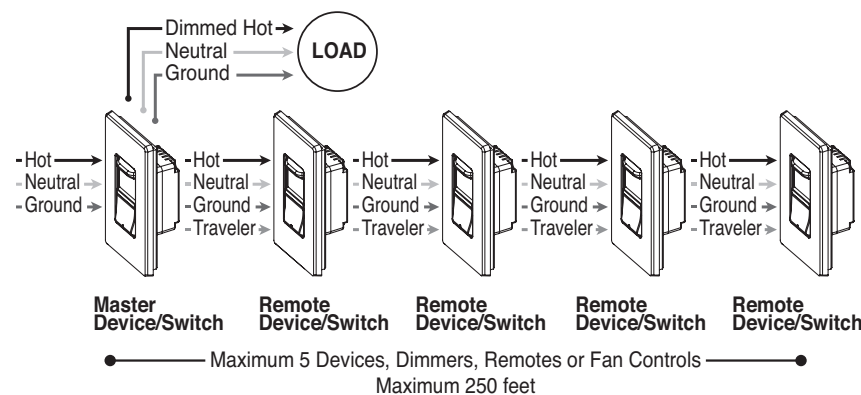 Dimmed Hot
Neutral
Ground
LOAD
Hot
Neutral
Ground
Hot
Neutral
Ground
Traveler
Hot
Neutral
Ground
Traveler
Hot
Neutral
Ground
Traveler
Hot
Neutral
Ground
Traveler
Master
Device/Switch
Remote
Device/Switch
Remote
Device/Switch
Remote
Device/Switch
Remote
Device/Switch
Maximum 5 Devices, Dimmers, Remotes or Fan Controls
Maximum 250 feet